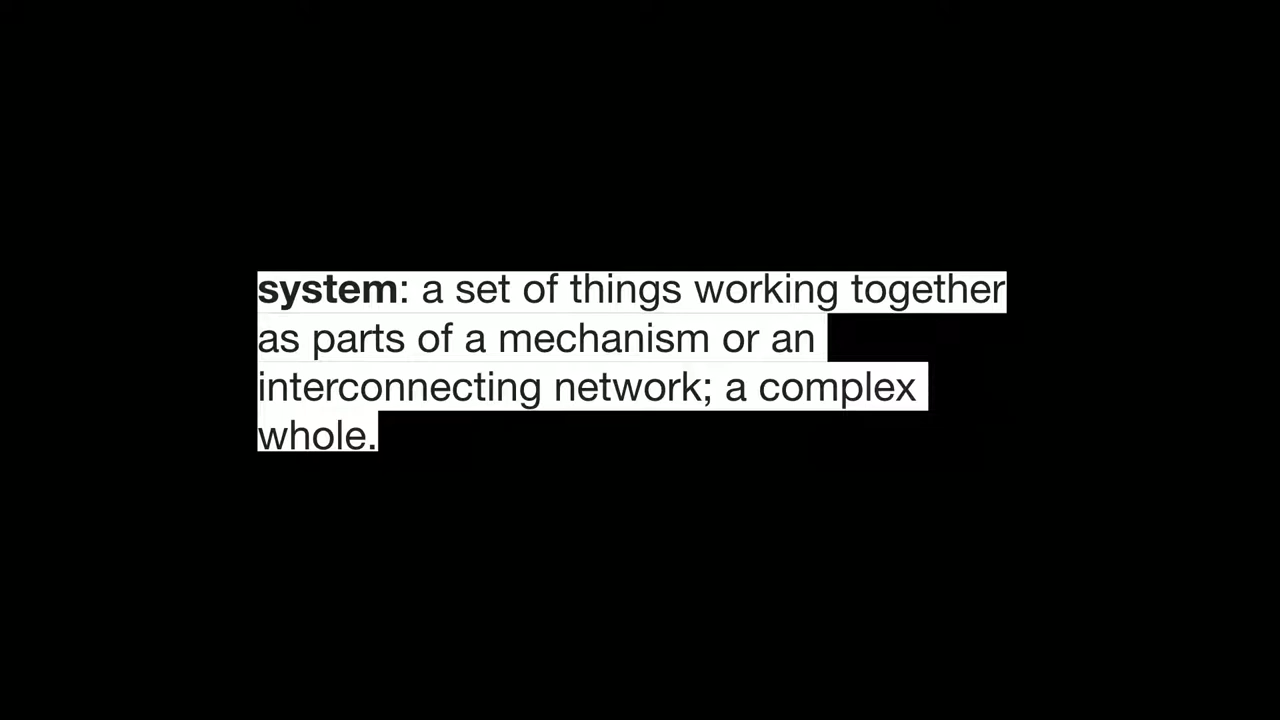 system: a set of things working together
as parts of a mechanism or an
interconnecting network; a complex
whole.